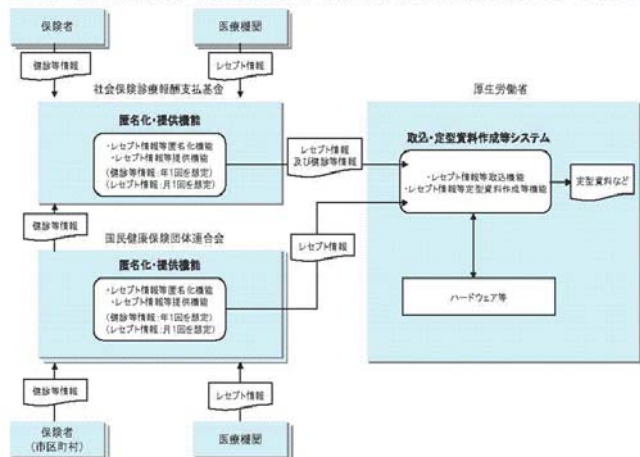 保険者
医療機関
健診等情報
レセプト情報
社会保険診療報酬支払基金
厚生労働省
匿名化・提供機能
・レセプト情報等匿名化機能
・レセプト情報等提供機能
(健診等情報:年1回を想定)
(レセプト情報:月1回を想定)
レセプト情報
及び健診等情報
取込・定型資料作成等システム
・レセプト情報等取込機能
・レセプト情報等定型資料作成等機能
定型資料など
健診等情報
国民健康保険団体連合会
レセプト情報
匿名化・提供機能
・レセプト情報等匿名化機能
・レセプト情報等提供機能
(健診等情報:年1回を想定)
(レセプト情報:月1回を想定)
ハードウェア等
健診等情報
レセプト情報
保険者
(市区町村)
医療機関